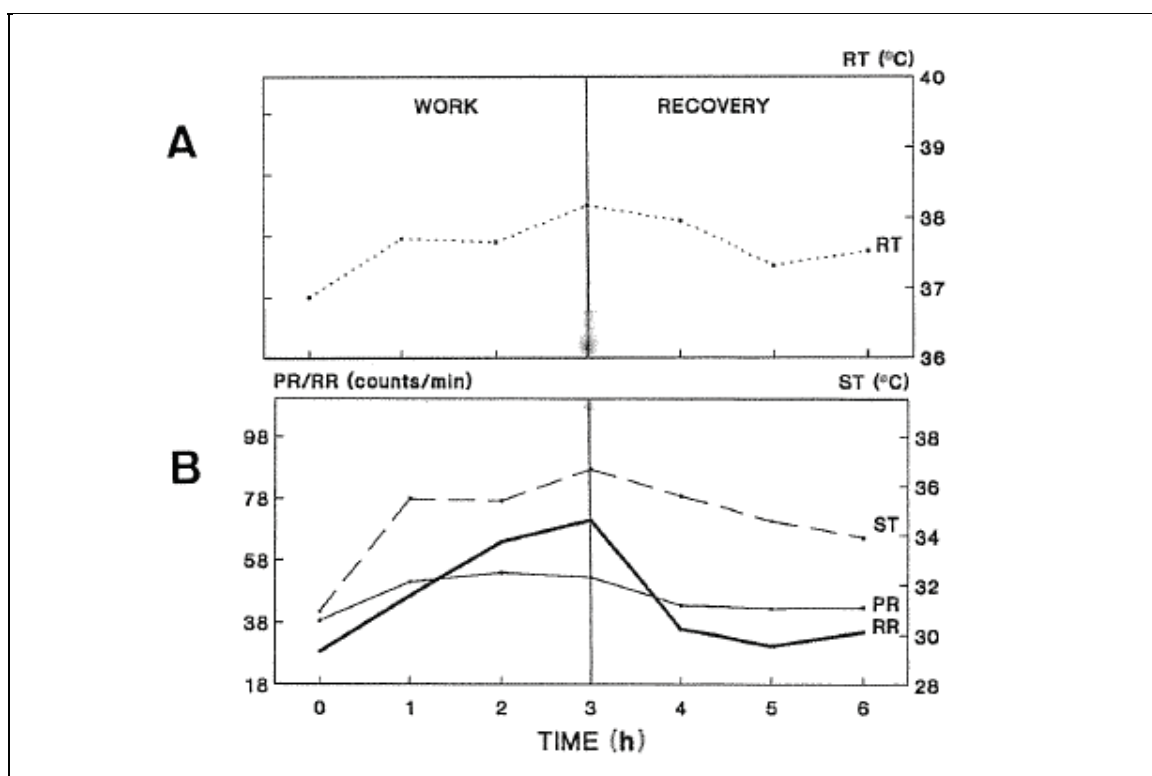 RT (°C)
40
WORK RECOVERY
A
39
38
RT
37
36
PR/RR (counts/min) ST (°C)
98 38
B
78 36
ST
34
58
32
PR
38
RR
30
18 28
0 1 2 3 4 5 6
TIME (h)